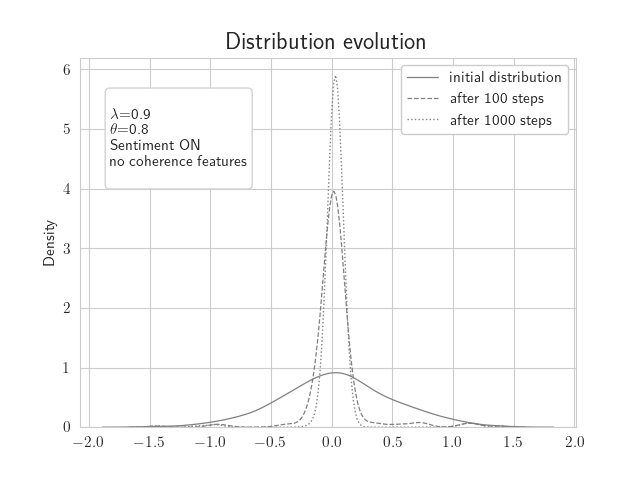 Distribution evolution
6
5
4
3
2
1
0
Density
λ=0.9
θ=0.8
Sentiment ON
no coherence features
initial distribution
after 100 steps
after 1000 steps
−2.0 −1.5 −1.0 −0.5 0.0 0.5 1.0 1.5 2.0